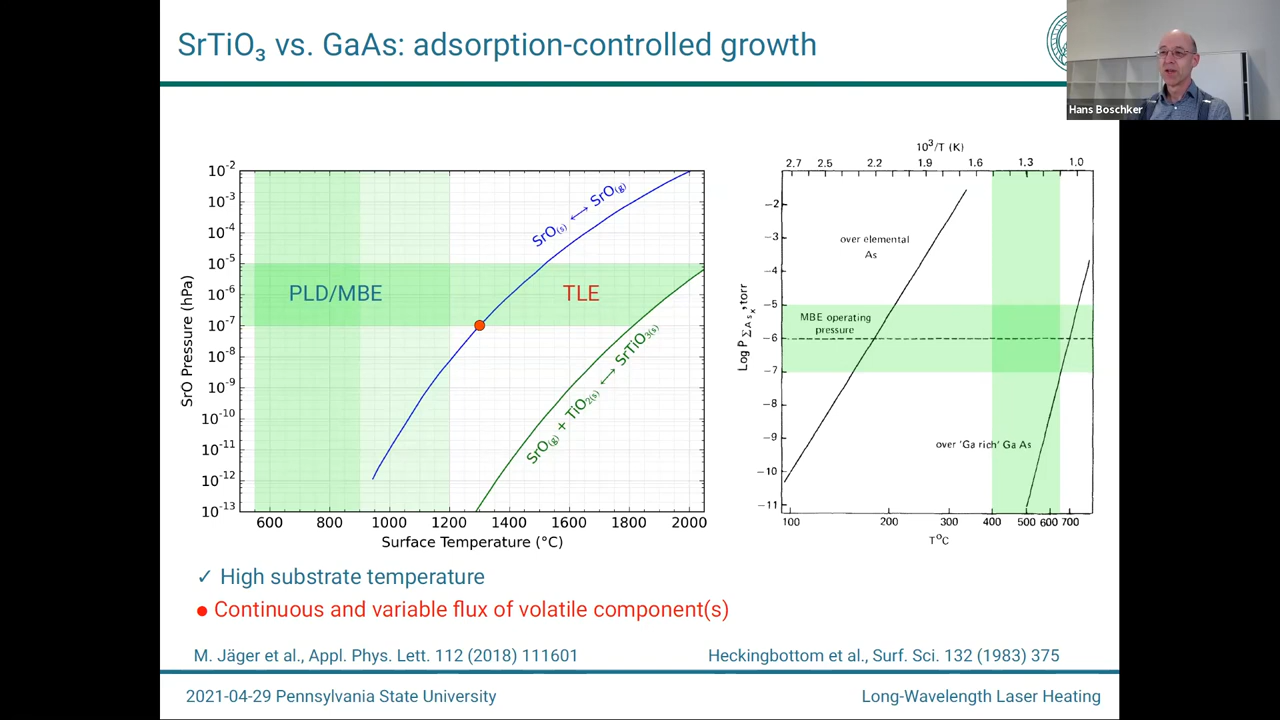 SrTiO₃ vs. GaAs: adsorption-controlled growth
Hans Boschker
10⁻²
10⁻³
10⁻⁴
10⁻⁵
10⁻⁶
10⁻⁷
10⁻⁸
10⁻⁹
10⁻¹⁰
10⁻¹¹
10⁻¹²
10⁻¹³
SrO Pressure (hPa)
PLD/MBE
TLE
SrO₍s₎ ⟷ SrO₍g₎
SrO₍g₎ + TiO₂₍s₎ ⟷ SrTiO₃₍s₎
600 800 1000 1200 1400 1600 1800 2000
Surface Temperature (°C)
10³/T (K)
2.7 2.5 2.2 1.9 1.6 1.3 1.0
-2
-3
-4
-5
-6
-7
-8
-9
-10
-11
Log P Σ Asₓ, torr
over elemental
As
MBE operating
pressure
over 'Ga rich' Ga As
100 200 300 400 500 600 700
T°C
✓ High substrate temperature
● Continuous and variable flux of volatile component(s)
M. Jäger et al., Appl. Phys. Lett. 112 (2018) 111601
Heckingbottom et al., Surf. Sci. 132 (1983) 375
2021-04-29 Pennsylvania State University
Long-Wavelength Laser Heating